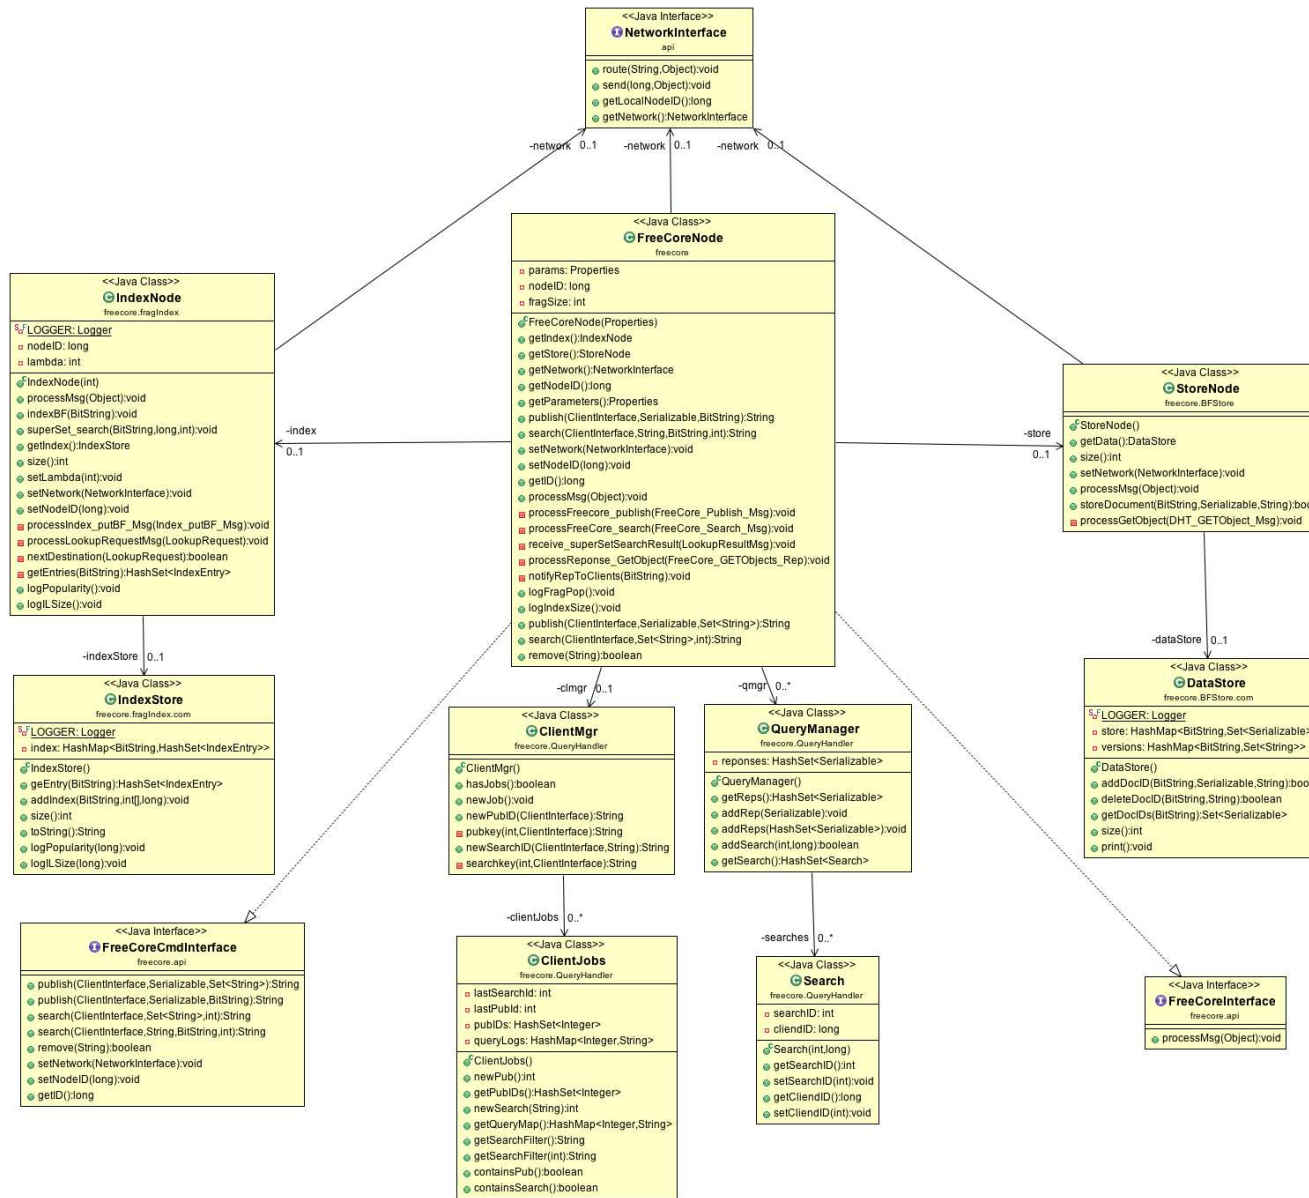 <<Java Interface>>
NetworkInterface
api
route(String,Object):void
send(long,Object):void
getLocalNodeID():long
getNetwork():NetworkInterface
-network 0..1
-network 0..1
-network 0..1
<<Java Class>>
FreeCoreNode
freecore
params: Properties
nodeID: long
fragSize: int
FreeCoreNode(Properties)
getIndex():IndexNode
getStore():StoreNode
getNetwork():NetworkInterface
getNodeID():long
getParameters():Properties
publish(ClientInterface,Serializable,BitString):String
search(ClientInterface,String,BitString,int):String
setNetwork(NetworkInterface):void
setNodeID(long):void
getID():long
processMsg(Object):void
processFreecore_publish(FreeCore_Publish_Msg):void
processFreeCore_search(FreeCore_Search_Msg):void
receive_superSetSearchResult(LookupResultMsg):void
processReponse_GetObject(FreeCore_GETObjects_Rep):void
notifyRepToClients(BitString):void
logFragPop():void
logIndexSize():void
publish(ClientInterface,Serializable,Set<String>):String
search(ClientInterface,Set<String>,int):String
remove(String):boolean
<<Java Class>>
IndexNode
freecore.fragIndex
LOGGER: Logger
nodeID: long
lambda: int
IndexNode(int)
processMsg(Object):void
indexBF(BitString):void
superSet_search(BitString,long,int):void
getIndex():IndexStore
size():int
setLambda(int):void
setNetwork(NetworkInterface):void
setNodeID(long):void
processIndex_putBF_Msg(Index_putBF_Msg):void
processLookupRequestMsg(LookupRequest):void
nextDestination(LookupRequest):boolean
getEntries(BitString):HashSet<IndexEntry>
logPopularity():void
logILSize():void
-index
0..1
-store
0..1
<<Java Class>>
StoreNode
freecore.BFStore
StoreNode()
getData():DataStore
size():int
setNetwork(NetworkInterface):void
processMsg(Object):void
storeDocument(BitString,Serializable,String):boo
processGetObject(DHT_GETObject_Msg):void
-indexStore 0..1
<<Java Class>>
IndexStore
freecore.fragIndex.com
LOGGER: Logger
index: HashMap<BitString,HashSet<IndexEntry>>
IndexStore()
geEntry(BitString):HashSet<IndexEntry>
addIndex(BitString,int[],long):void
size():int
toString():String
logPopularity(long):void
logILSize(long):void
-dataStore 0..1
<<Java Class>>
DataStore
freecore.BFStore.com
LOGGER: Logger
store: HashMap<BitString,Set<Serializable>
versions: HashMap<BitString,Set<String>>
DataStore()
addDocID(BitString,Serializable,String):boo
deleteDocID(BitString,String):boolean
getDocIDs(BitString):Set<Serializable>
size():int
print():void
-clmgr 0..1
<<Java Class>>
ClientMgr
freecore.QueryHandler
ClientMgr()
hasJobs():boolean
newJob():void
newPubID(ClientInterface):String
pubkey(int,ClientInterface):String
newSearchID(ClientInterface,String):String
searchkey(int,ClientInterface):String
-qmgr 0..*
<<Java Class>>
QueryManager
freecore.QueryHandler
reponses: HashSet<Serializable>
QueryManager()
getReps():HashSet<Serializable>
addRep(Serializable):void
addReps(HashSet<Serializable>):void
addSearch(int,long):boolean
getSearch():HashSet<Search>
<<Java Interface>>
FreeCoreCmdInterface
freecore.api
publish(ClientInterface,Serializable,Set<String>):String
publish(ClientInterface,Serializable,BitString):String
search(ClientInterface,Set<String>,int):String
search(ClientInterface,String,BitString,int):String
remove(String):boolean
setNetwork(NetworkInterface):void
setNodeID(long):void
getID():long
-clientJobs 0..*
<<Java Class>>
ClientJobs
freecore.QueryHandler
lastSearchId: int
lastPubId: int
pubIDs: HashSet<Integer>
queryLogs: HashMap<Integer,String>
ClientJobs()
newPub():int
getPubIDs():HashSet<Integer>
newSearch(String):int
getQueryMap():HashMap<Integer,String>
getSearchFilter():String
getSearchFilter(int):String
containsPub():boolean
containsSearch():boolean
-searches 0..*
<<Java Class>>
Search
freecore.QueryHandler
searchID: int
cliendID: long
Search(int,long)
getSearchID():int
setSearchID(int):void
getCliendID():long
setCliendID(int):void
<<Java Interface>>
FreeCoreInterface
freecore.api
processMsg(Object):void